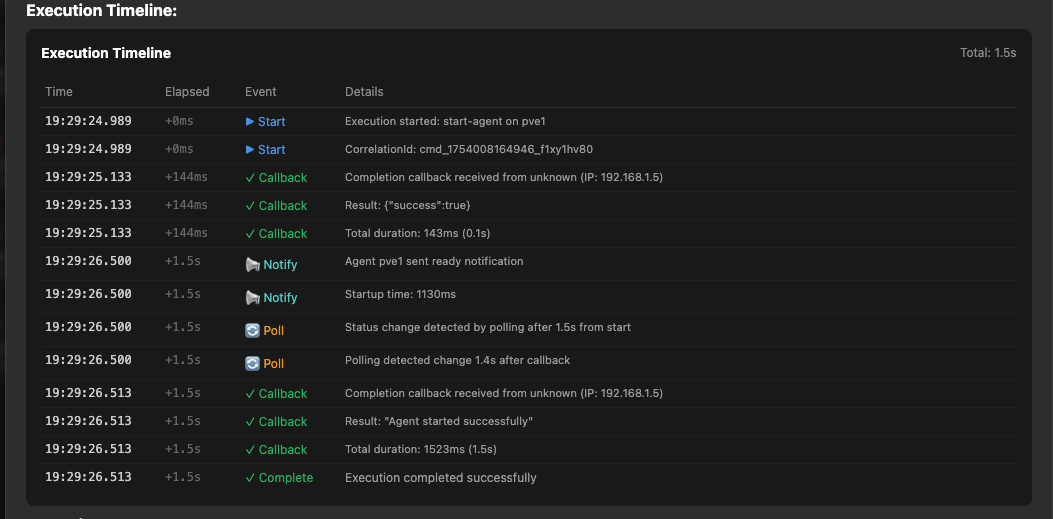 Execution Timeline:
Execution Timeline Total: 1.5s
Time Elapsed Event Details
19:29:24.989 +0ms Start Execution started: start-agent on pve1
19:29:24.989 +0ms Start CorrelationId: cmd_1754008164946_f1xy1hv80
19:29:25.133 +144ms ✓ Callback Completion callback received from unknown (IP: 192.168.1.5)
19:29:25.133 +144ms ✓ Callback Result: {"success":true}
19:29:25.133 +144ms ✓ Callback Total duration: 143ms (0.1s)
19:29:26.500 +1.5s Notify Agent pve1 sent ready notification
19:29:26.500 +1.5s Notify Startup time: 1130ms
19:29:26.500 +1.5s Poll Status change detected by polling after 1.5s from start
19:29:26.500 +1.5s Poll Polling detected change 1.4s after callback
19:29:26.513 +1.5s ✓ Callback Completion callback received from unknown (IP: 192.168.1.5)
19:29:26.513 +1.5s ✓ Callback Result: "Agent started successfully"
19:29:26.513 +1.5s ✓ Callback Total duration: 1523ms (1.5s)
19:29:26.513 +1.5s ✓ Complete Execution completed successfully